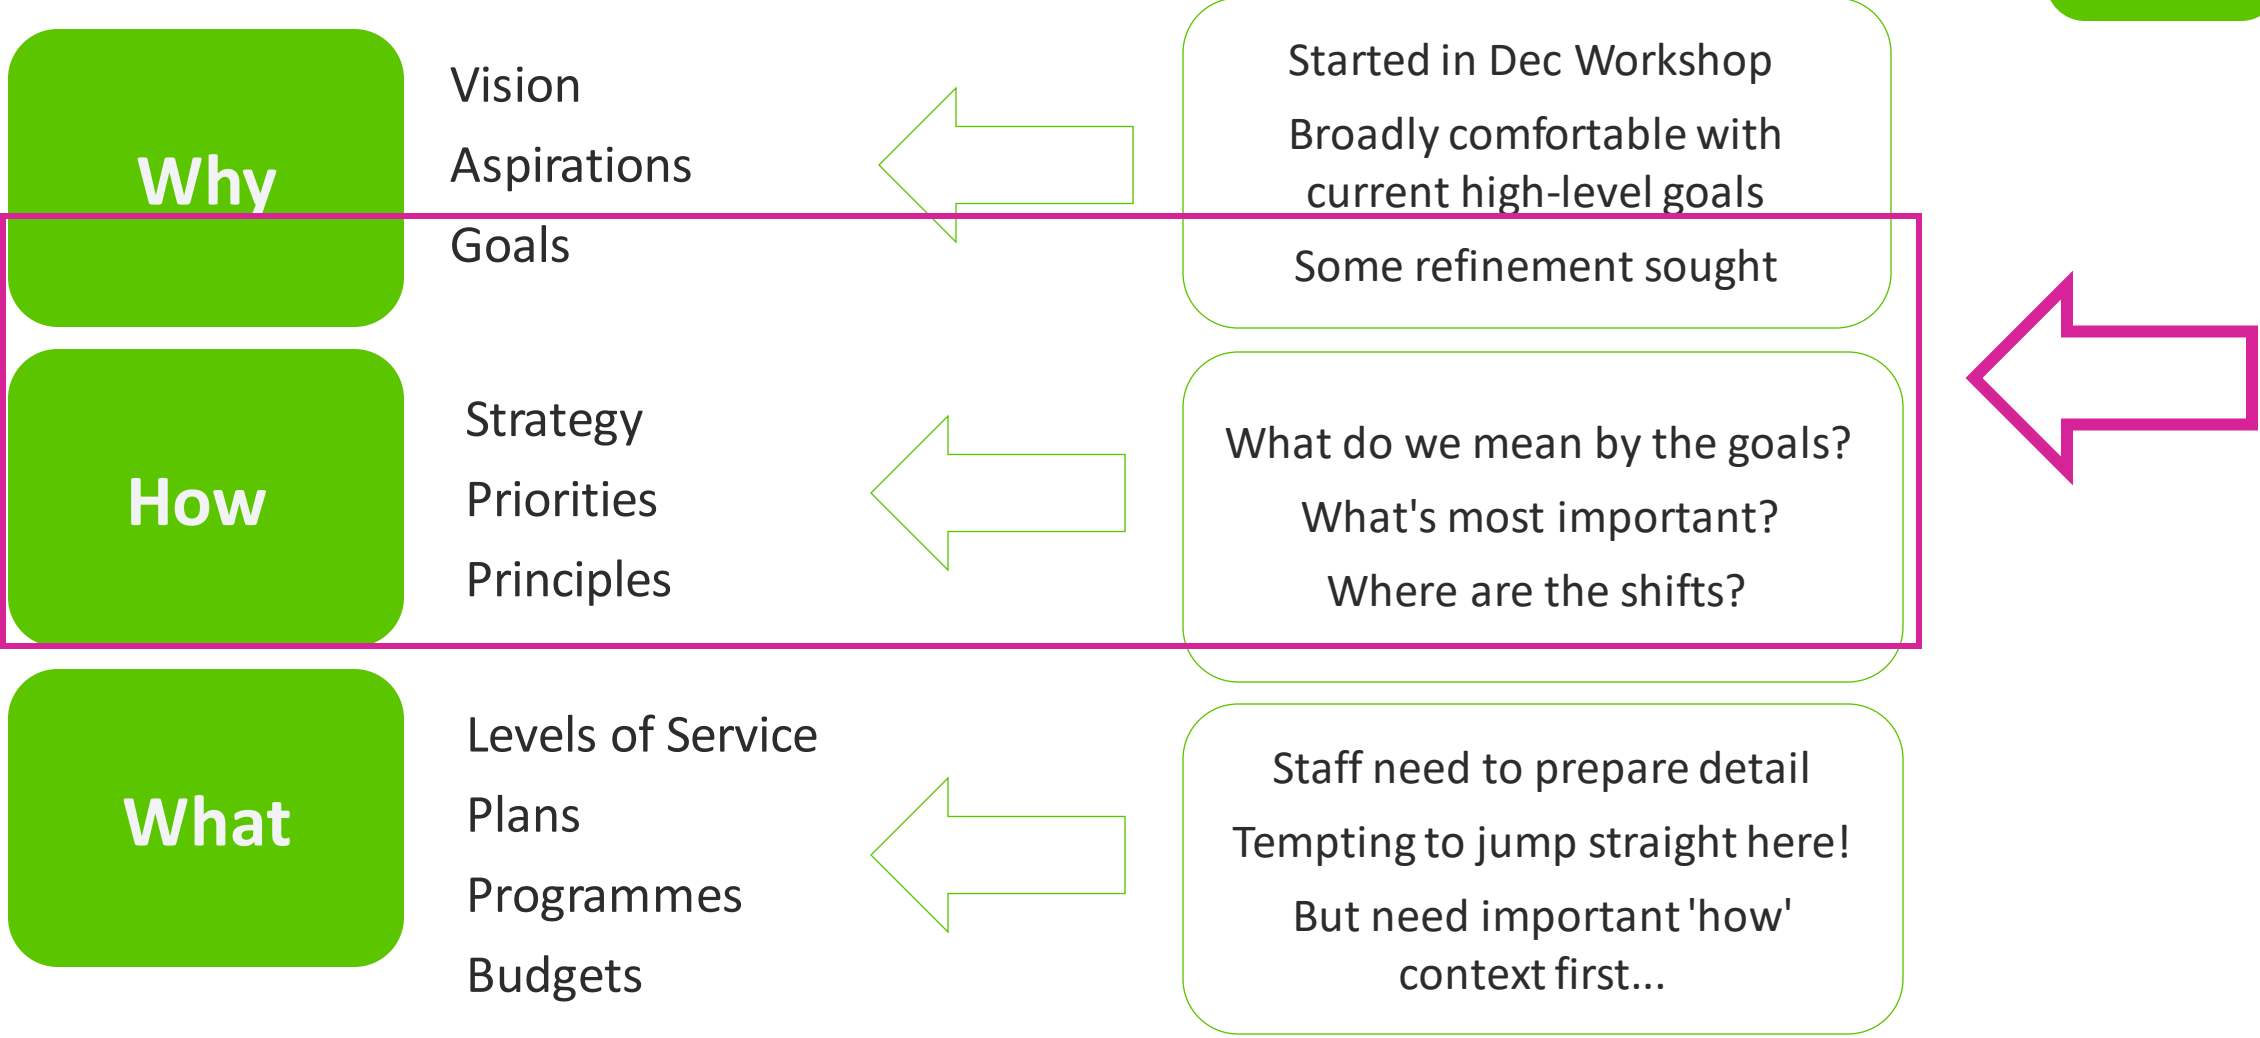 Why
Vision
Aspirations
Goals
Started in Dec Workshop
Broadly comfortable with
current high-level goals
Some refinement sought
How
Strategy
Priorities
Principles
What do we mean by the goals?
What's most important?
Where are the shifts?
What
Levels of Service
Plans
Programmes
Budgets
Staff need to prepare detail
Tempting to jump straight here!
But need important 'how'
context first...